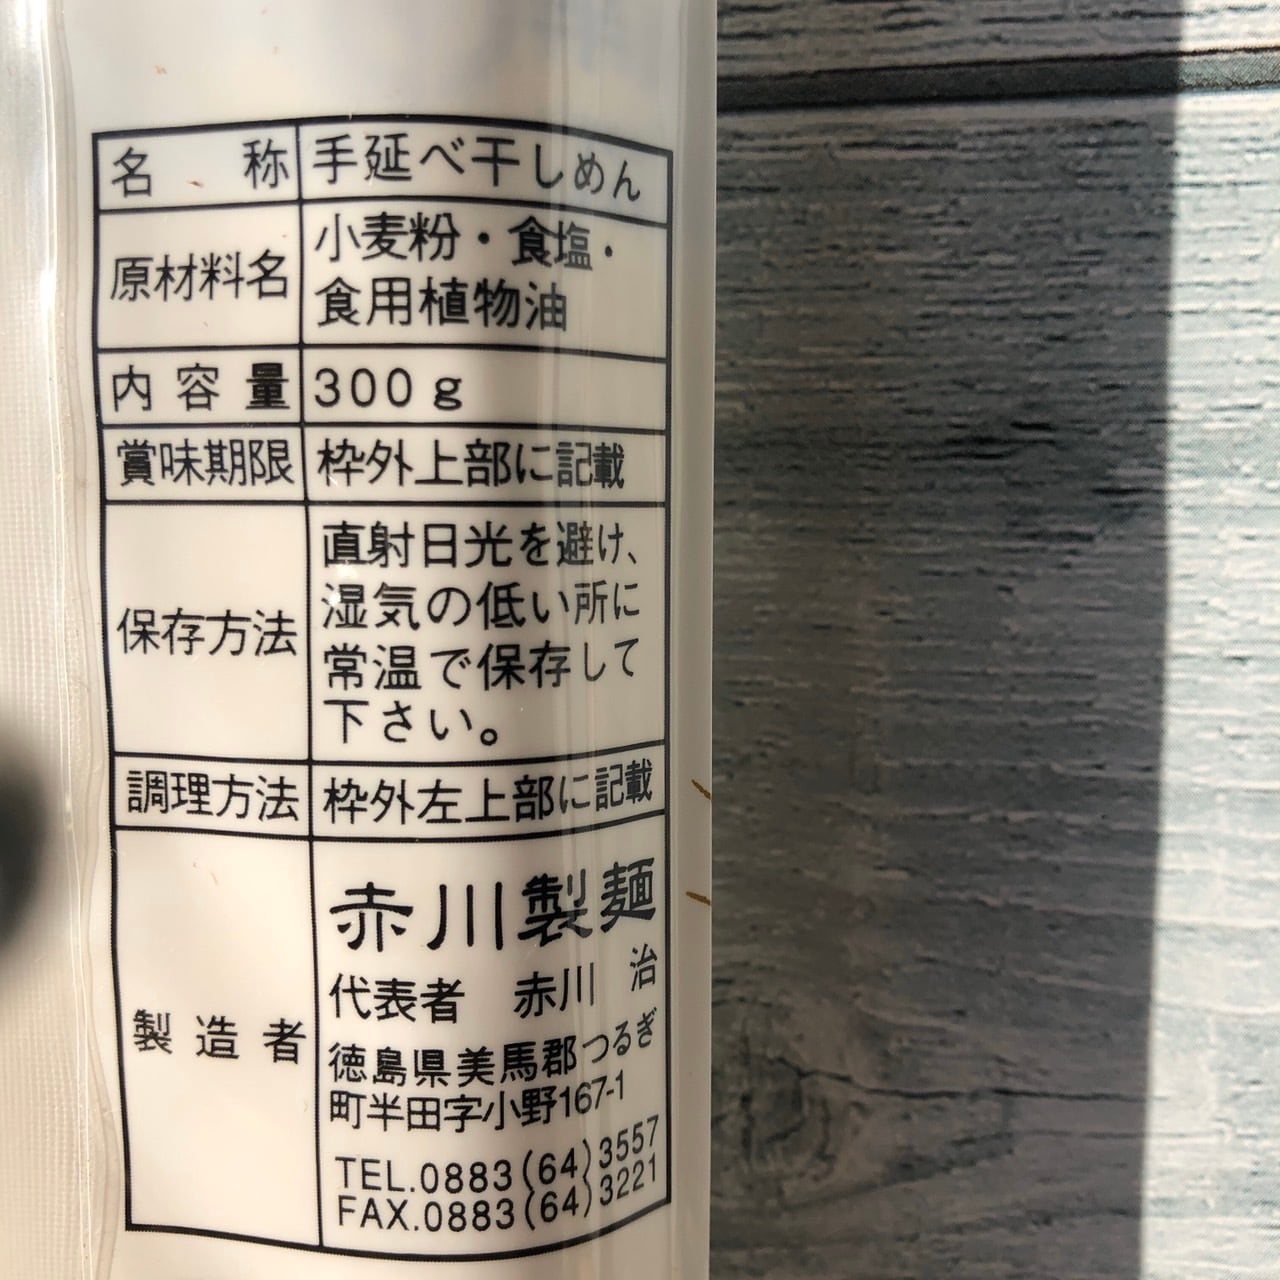 名称 手延べ干しめん
原材料名 小麦粉・食塩・
食用植物油
内容量 300g
賞味期限 枠外上部に記載
保存方法 直射日光を避け、
湿気の低い所に
常温で保存して
下さい。
調理方法 枠外左上部に記載
製造者 赤川製麺
代表者 赤川 治
徳島県美馬郡つるぎ
町半田字小野167-1
TEL.0883(64)3557
FAX.0883(64)3221